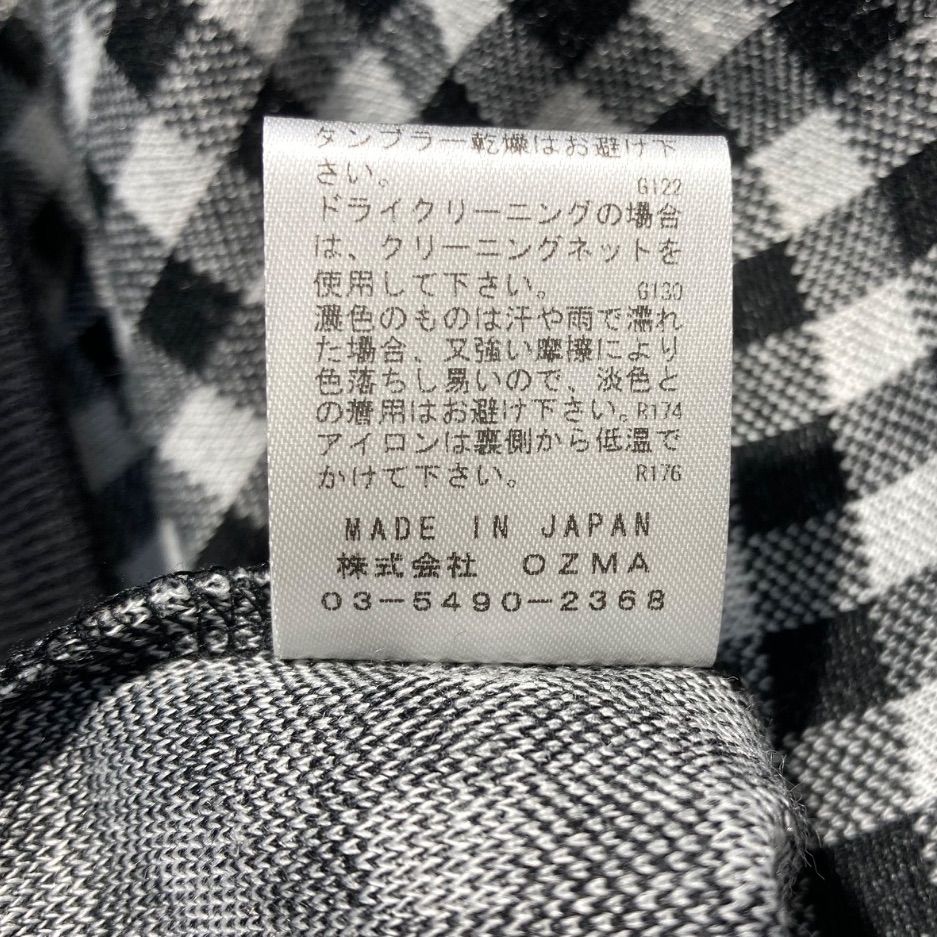 タンブラー乾燥はお避け下
さい。 G122
ドライクリーニングの場合
は、クリーニングネットを
使用して下さい。 G130
濃色のものは汗や雨で濡れ
た場合、又強い摩擦により
色落ちし易いので、淡色と
の着用はお避け下さい。R174
アイロンは裏側から低温で
かけて下さい。 R176
MADE IN JAPAN
株式会社 OZMA
03-5490-2368